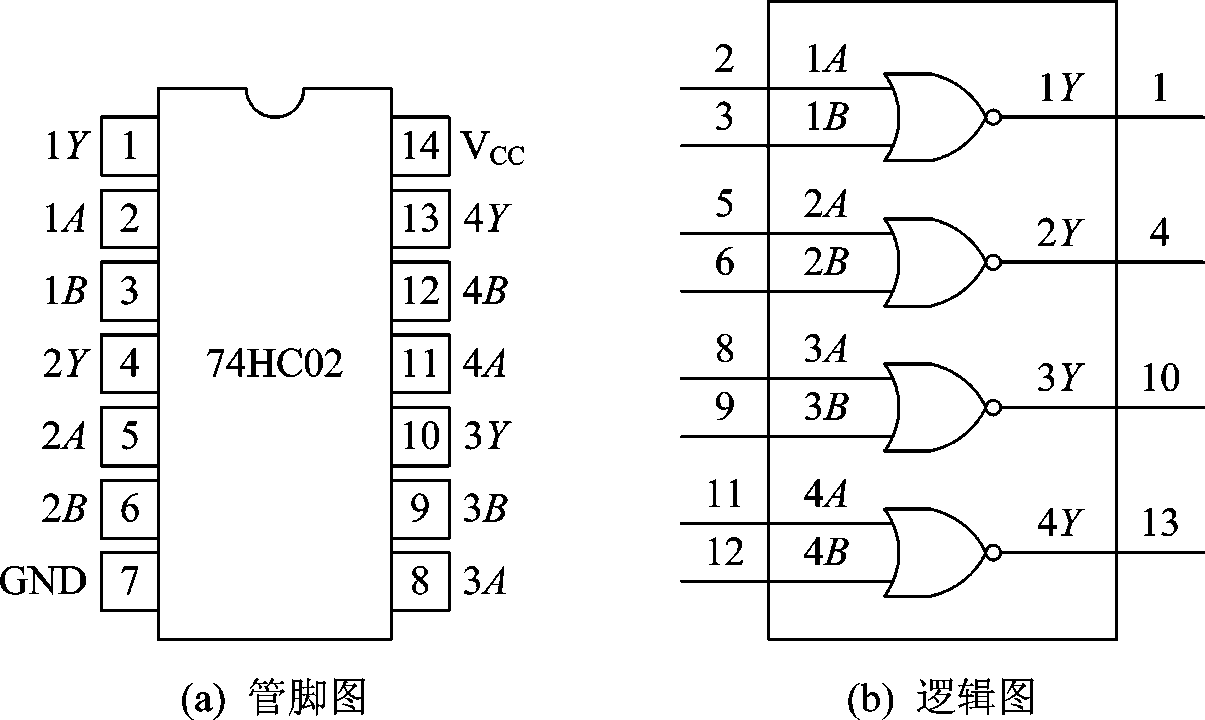 1Y 1 14 VCC
1A 2 13 4Y
1B 3 12 4B
2Y 4 74HC02 11 4A
2A 5 10 3Y
2B 6 9 3B
GND 7 8 3A
(a) 管脚图
2 1A
1Y 1
3 1B
5 2A
2Y 4
6 2B
8 3A
3Y 10
9 3B
11 4A
4Y 13
12 4B
(b) 逻辑图